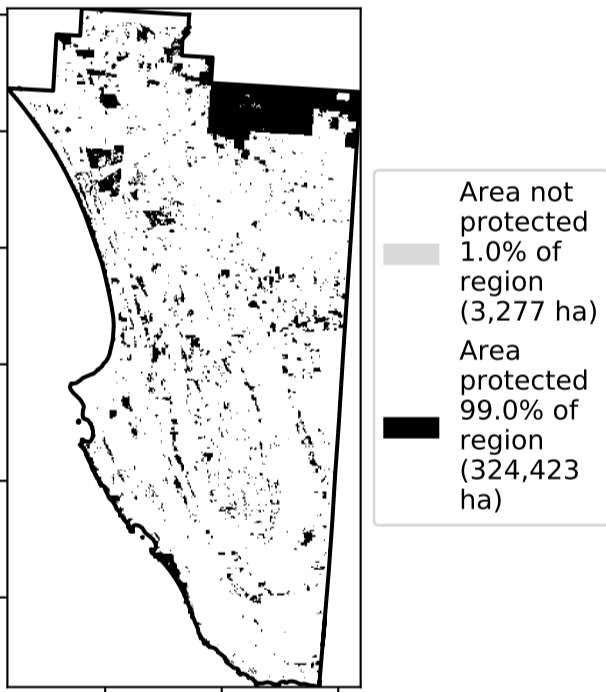 Area not
protected
1.0% of
region
(3,277 ha)
Area
protected
99.0% of
region
(324,423
ha)